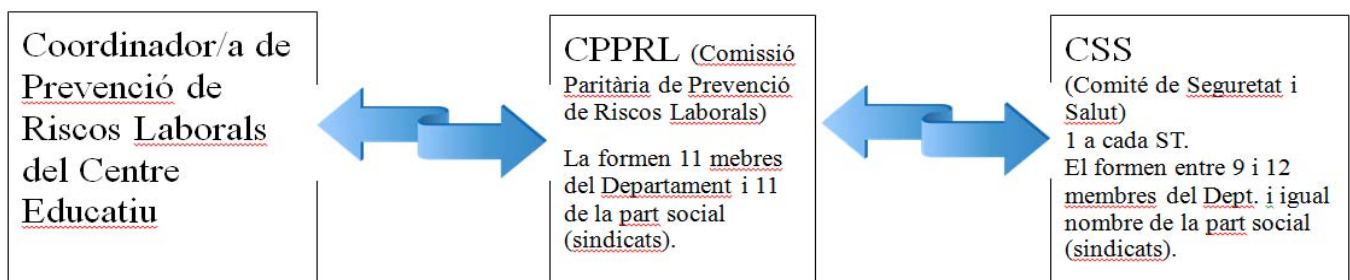 Coordinador/a de
Prevenció de
Riscos Laborals
del Centre
Educatiu
CPPRL (Comissió
Paritària de Prevenció
de Riscos Laborals)
La formen 11 mebres
del Departament i 11
de la part social
(sindicats).
CSS
(Comité de Seguretat i
Salut)
1 a cada ST.
El formen entre 9 i 12
membres del Dept. i igual
nombre de la part social
(sindicats).